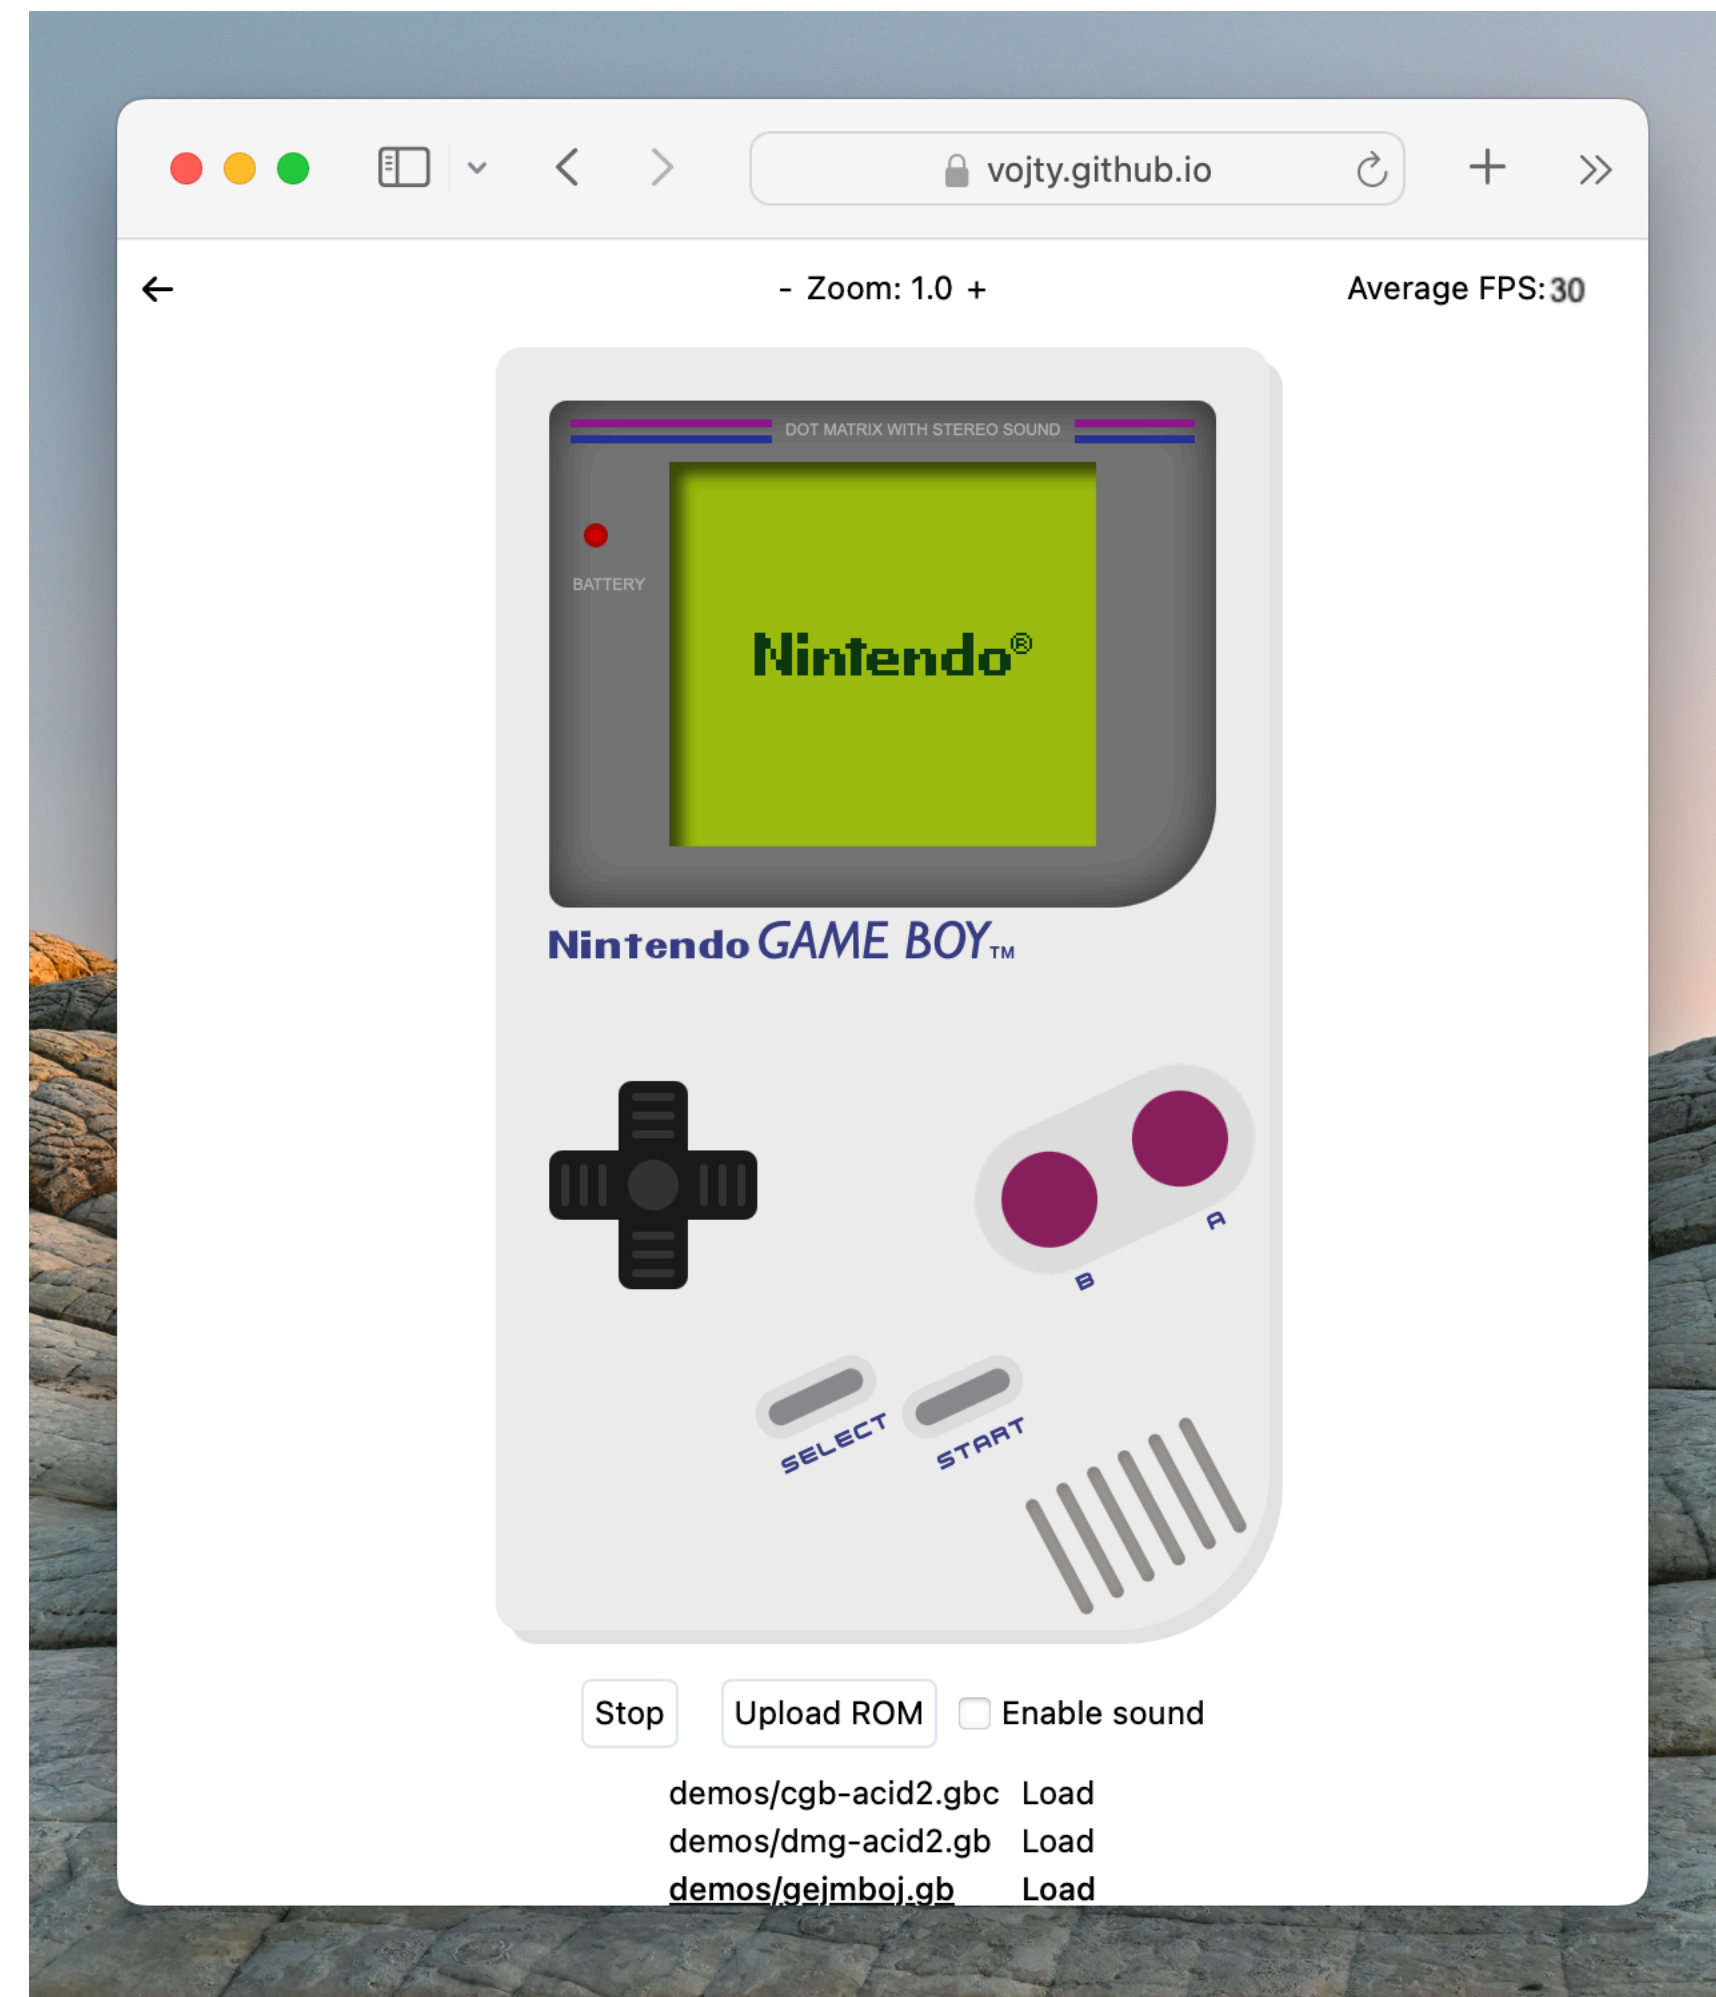 vojty.github.io
- Zoom: 1.0 +
Average FPS: 30
DOT MATRIX WITH STEREO SOUND
BATTERY
Nintendo®
Nintendo GAME BOY™
A
B
SELECT
START
Stop
Upload ROM
Enable sound
demos/cgb-acid2.gbc Load
demos/dmg-acid2.gb Load
demos/gejmboj.gb Load